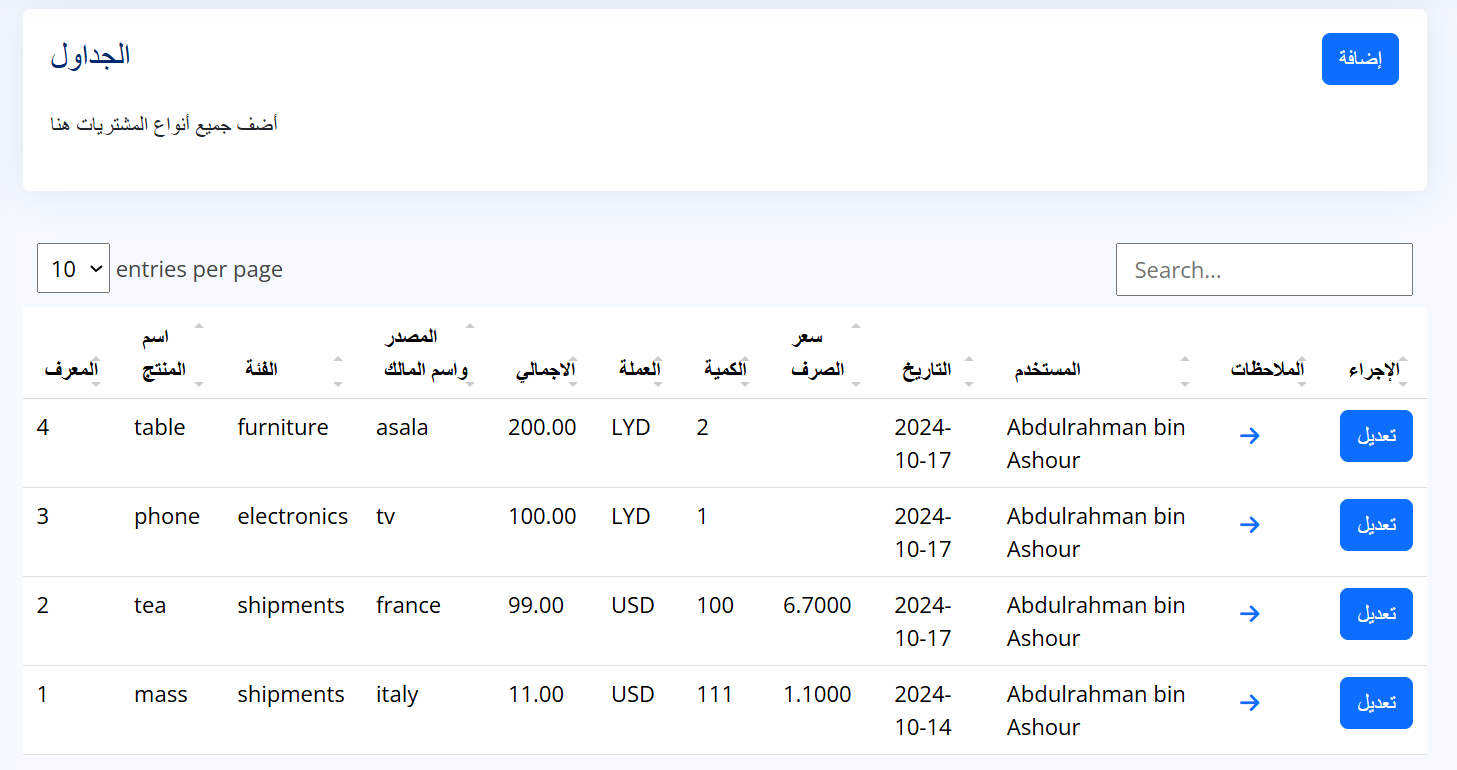 الجداول
إضافة
أضف جميع أنواع المشتريات هنا
10 entries per page
Search...
المعرف اسم المنتج الفئة المصدر واسم المالك الاجمالي العملة الكمية سعر الصرف التاريخ المستخدم الملاحظات الإجراء
4 table furniture asala 200.00 LYD 2 2024-10-17 Abdulrahman bin Ashour تعديل
3 phone electronics tv 100.00 LYD 1 2024-10-17 Abdulrahman bin Ashour تعديل
2 tea shipments france 99.00 USD 100 6.7000 2024-10-17 Abdulrahman bin Ashour تعديل
1 mass shipments italy 11.00 USD 111 1.1000 2024-10-14 Abdulrahman bin Ashour تعديل